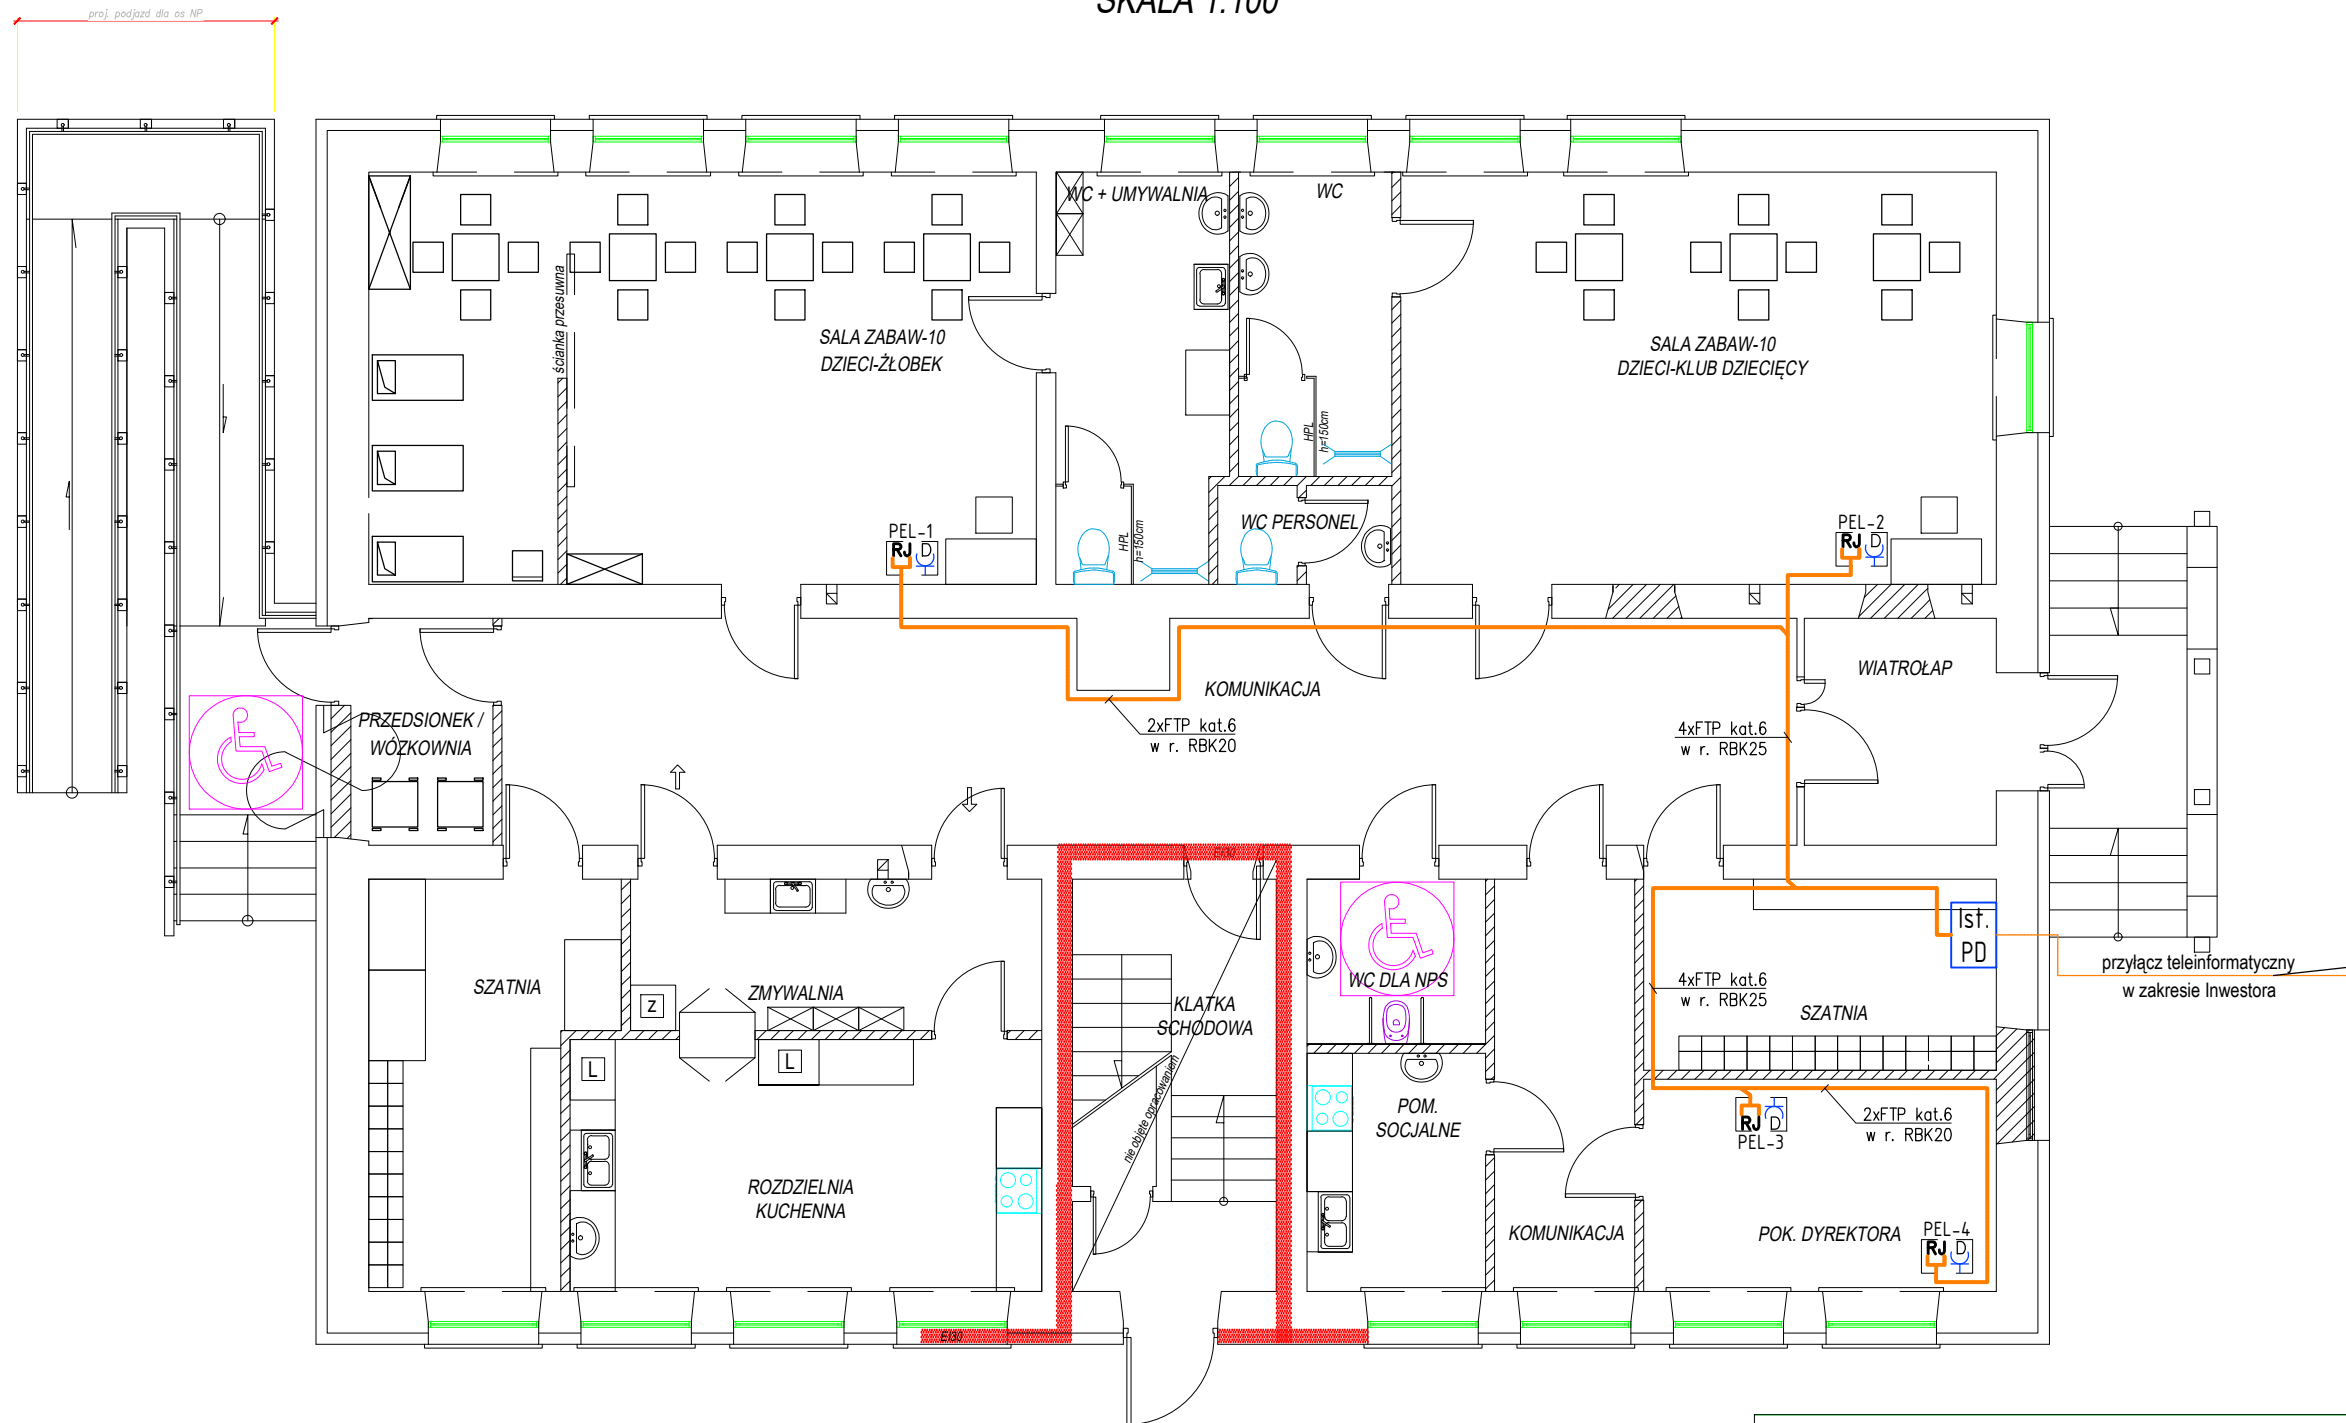 SKALA 1:100
proj. podjazd dla os NP
WC + UMYWALNIA
WC
ścianka przesuwna
SALA ZABAW-10
DZIECI-ŻŁOBEK
SALA ZABAW-10
DZIECI-KLUB DZIECIĘCY
HPL
h=150cm
HPL
h=150cm
WC PERSONEL
PEL-1
RJ D
PEL-2
RJ D
KOMUNIKACJA
WIATROŁAP
PRZEDSIONEK /
WÓZKOWNIA
2xFTP kat.6
w r. RBK20
4xFTP kat.6
w r. RBK25
EI30
Ist.
PD
przyłącz teleinformatyczny
w zakresie Inwestora
SZATNIA
ZMYWALNIA
Z
KLATKA
SCHODOWA
nie objęte opracowaniem
WC DLA NPS
4xFTP kat.6
w r. RBK25
SZATNIA
L
L
POM.
SOCJALNE
RJ D
PEL-3
2xFTP kat.6
w r. RBK20
ROZDZIELNIA
KUCHENNA
KOMUNIKACJA
POK. DYREKTORA
PEL-4
RJ D
EI30